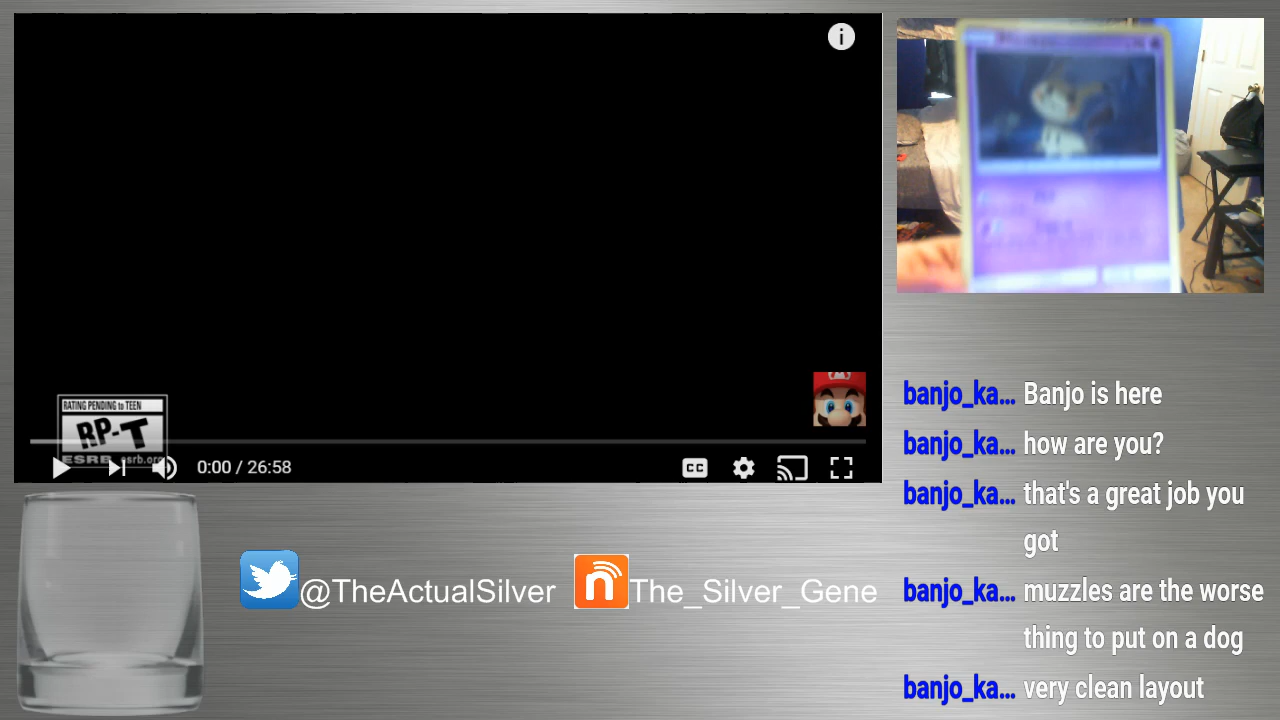 RATING PENDING to TEEN
RP-T
ESRB esrb.org
0:00 / 26:58
CC
@TheActualSilver
The_Silver_Gene
banjo_ka... Banjo is here
banjo_ka... how are you?
banjo_ka... that's a great job you
got
banjo_ka... muzzles are the worse
thing to put on a dog
banjo_ka... very clean layout